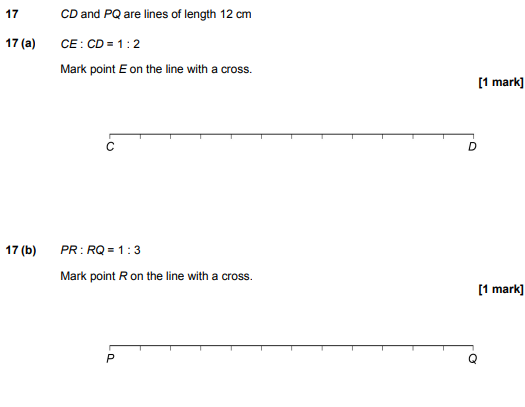 17 CD and PQ are lines of length 12 cm
17 (a) CE : CD = 1 : 2
Mark point E on the line with a cross.
[1 mark]
C D
17 (b) PR : RQ = 1 : 3
Mark point R on the line with a cross.
[1 mark]
P Q